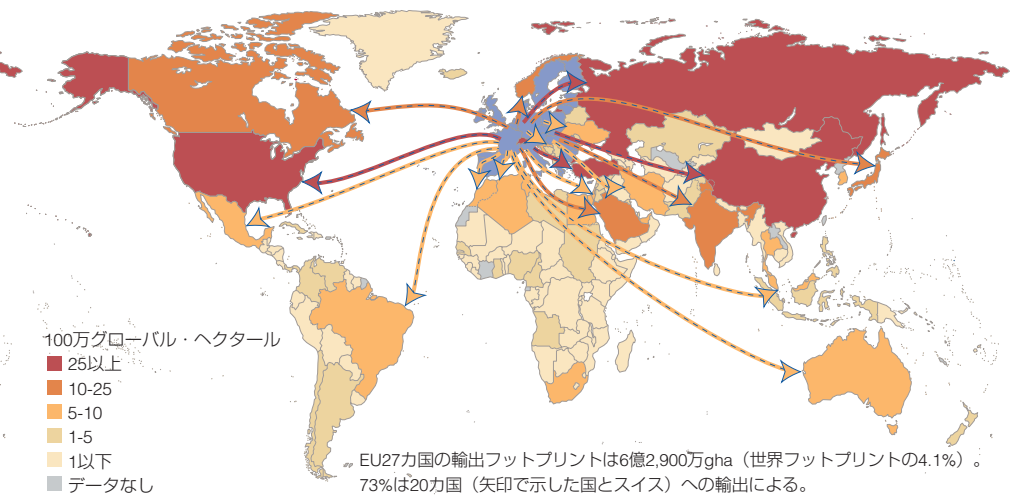 100万グローバル・ヘクタール
25以上
10-25
5-10
1-5
1以下
データなし
EU27カ国の輸出フットプリントは6億2,900万gha（世界フットプリントの4.1%）。
73%は20カ国（矢印で示した国とスイス）への輸出による。